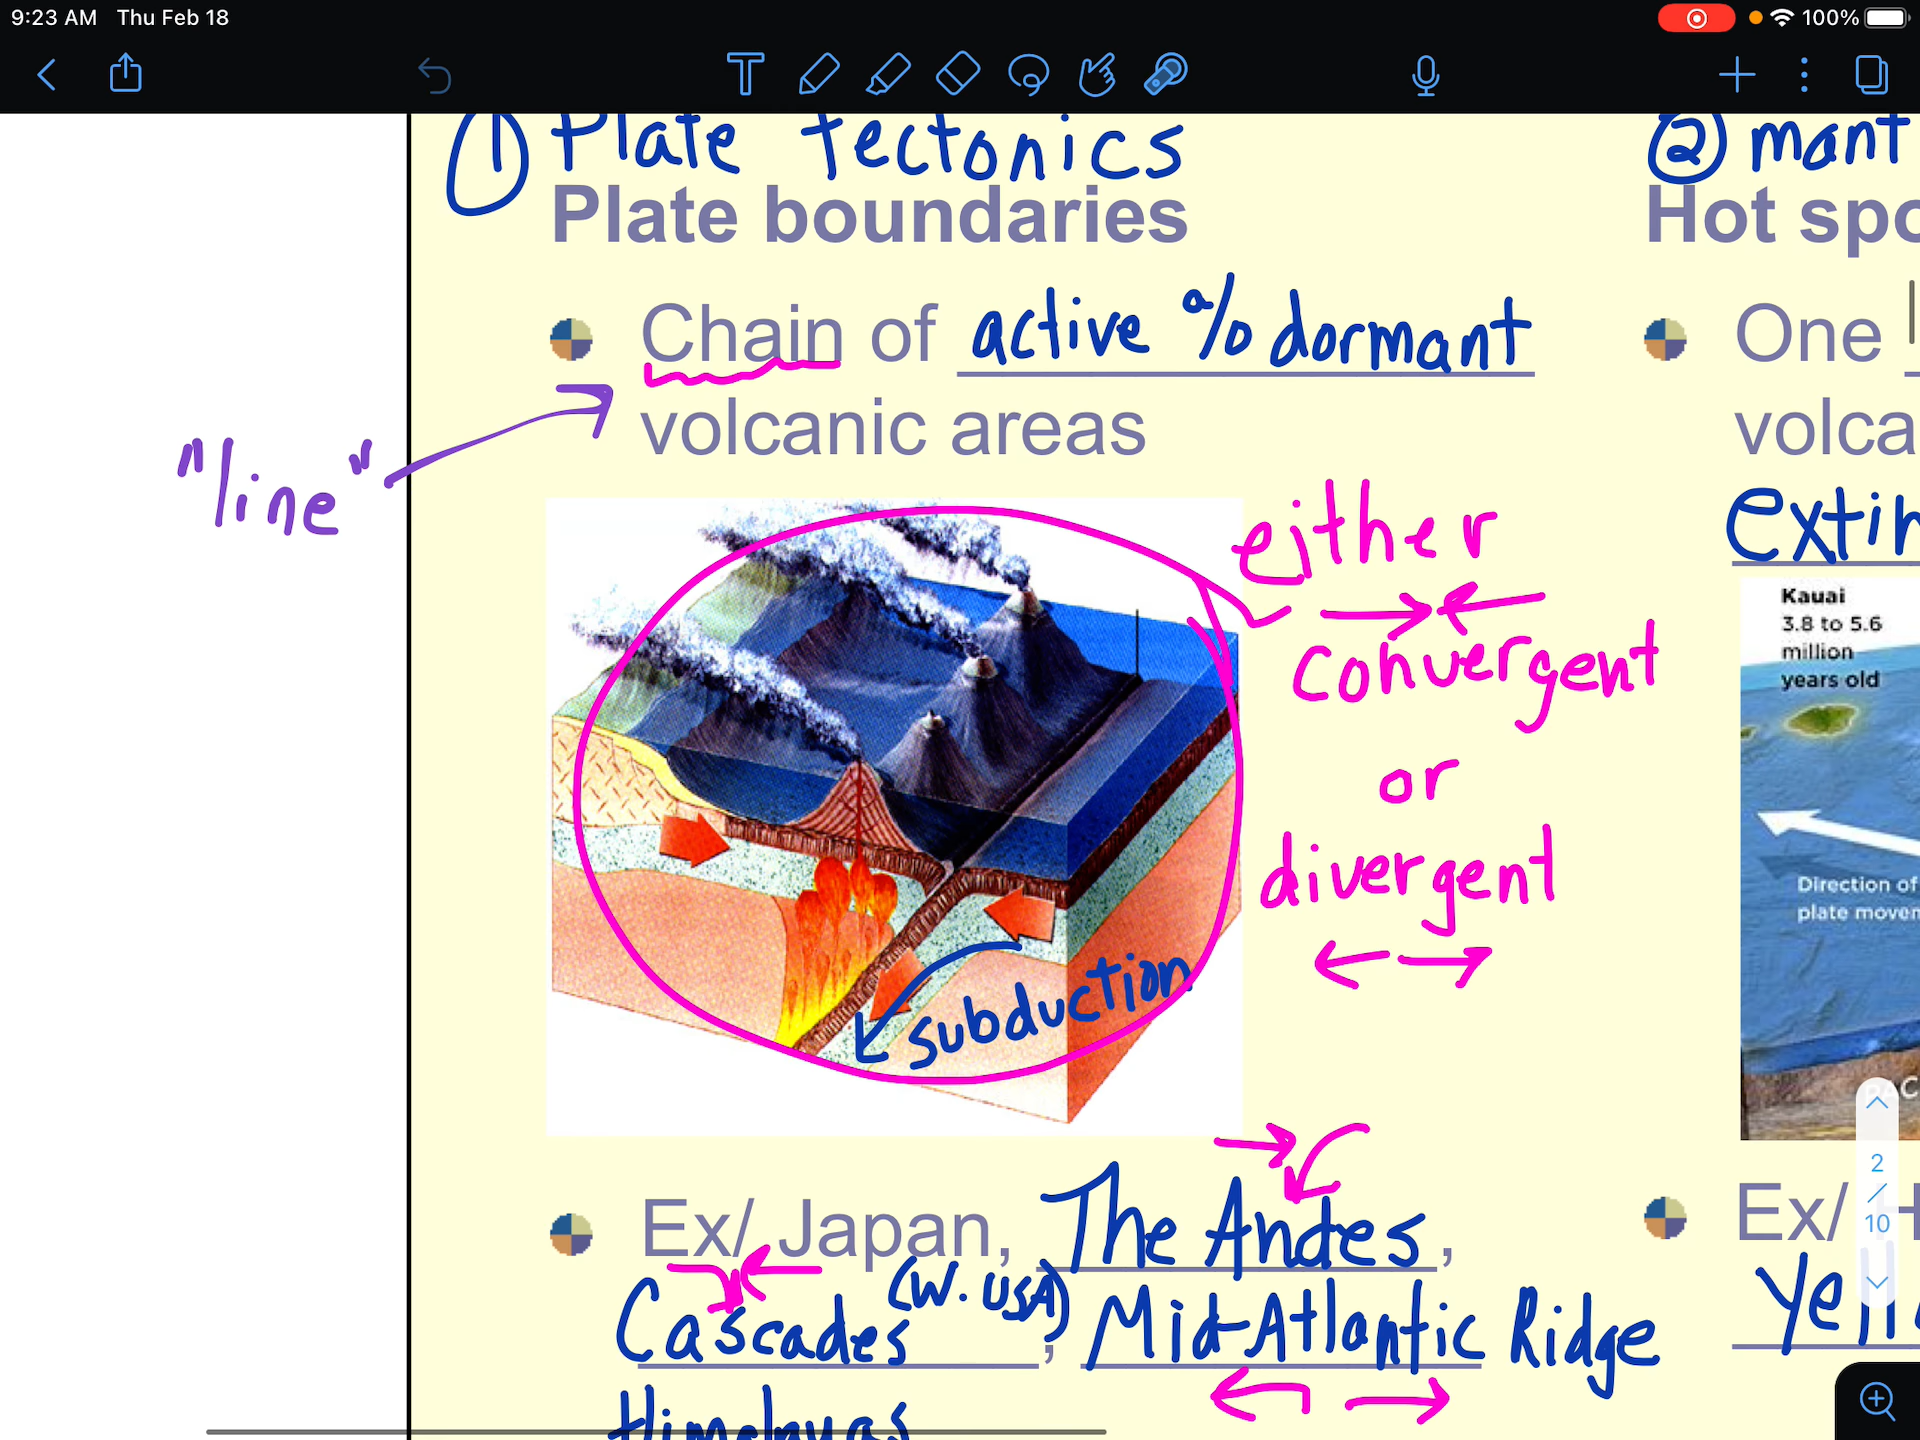 9:23 AM Thu Feb 18
100%
① Plate Tectonics
Plate boundaries
Chain of active % dormant
volcanic areas
"line"
either
convergent
or
divergent
subduction
Ex/ Japan, The Andes,
Cascades (W. USA), Mid-Atlantic Ridge
Himalayas
② mant
Hot spo
One
volca
extin
Kauai
3.8 to 5.6
million
years old
Direction of
plate movem
Ex/ H
Yell
2
/
10